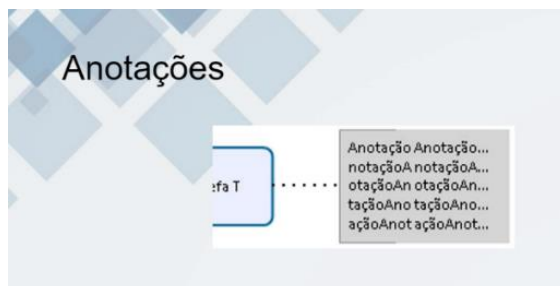 Anotações
efa T
Anotação Anotação...
notaçãoA notaçãoA...
otaçãoAn otaçãoAn...
taçãoAno taçãoAno...
açãoAnot açãoAnot...